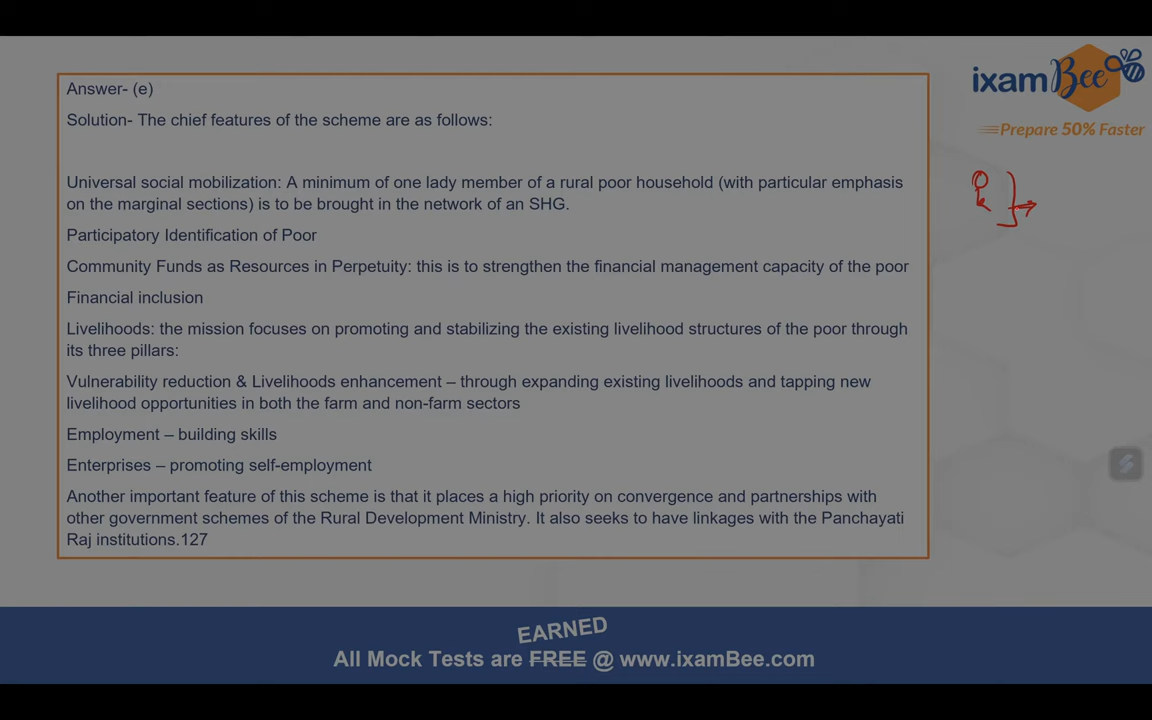 ixamBee
Prepare 50% Faster
Answer- (e)
Solution- The chief features of the scheme are as follows:
Universal social mobilization: A minimum of one lady member of a rural poor household (with particular emphasis
on the marginal sections) is to be brought in the network of an SHG.
Participatory Identification of Poor
Community Funds as Resources in Perpetuity: this is to strengthen the financial management capacity of the poor
Financial inclusion
Livelihoods: the mission focuses on promoting and stabilizing the existing livelihood structures of the poor through
its three pillars:
Vulnerability reduction & Livelihoods enhancement – through expanding existing livelihoods and tapping new
livelihood opportunities in both the farm and non-farm sectors
Employment – building skills
Enterprises – promoting self-employment
Another important feature of this scheme is that it places a high priority on convergence and partnerships with
other government schemes of the Rural Development Ministry. It also seeks to have linkages with the Panchayati
Raj institutions.127
EARNED
All Mock Tests are FREE @ www.ixamBee.com